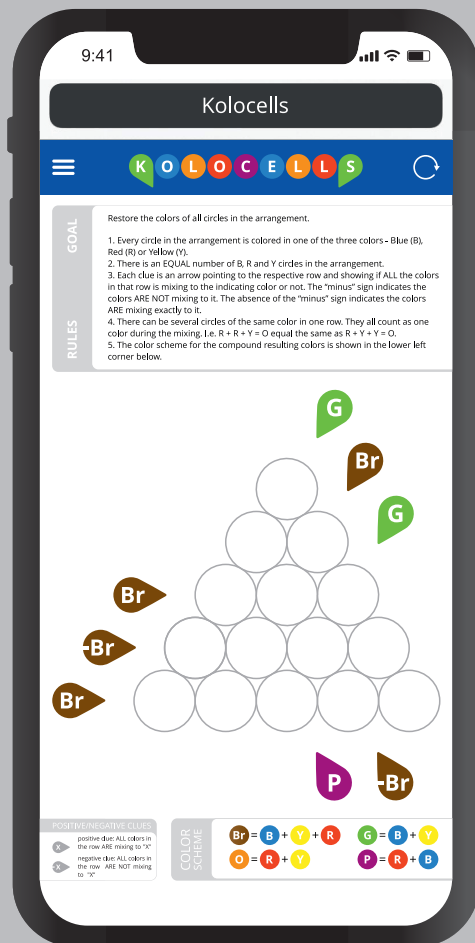 9:41
Kolocells
KOLOCELLS
GOAL
Restore the colors of all circles in the arrangement.
RULES
1. Every circle in the arrangement is colored in one of the three colors - Blue (B),
Red (R) or Yellow (Y).
2. There is an EQUAL number of B, R and Y circles in the arrangement.
3. Each clue is an arrow pointing to the respective row and showing if ALL the colors
in that row is mixing to the indicating color or not. The “minus” sign indicates the
colors ARE NOT mixing to it. The absence of the “minus” sign indicates the colors
ARE mixing exactly to it.
4. There can be several circles of the same color in one row. They all count as one
color during the mixing. I.e. R + R + Y = O equal the same as R + Y + Y = O.
5. The color scheme for the compound resulting colors is shown in the lower left
corner below.
G
Br
G
Br
-Br
Br
P
-Br
POSITIVE/NEGATIVE CLUES
X
positive clue: ALL colors in
the row ARE mixing to "X"
-X
negative clue: ALL colors in
the row ARE NOT mixing
to "X"
COLOR
SCHEME
Br = B + Y + R
G = B + Y
O = R + Y
P = R + B